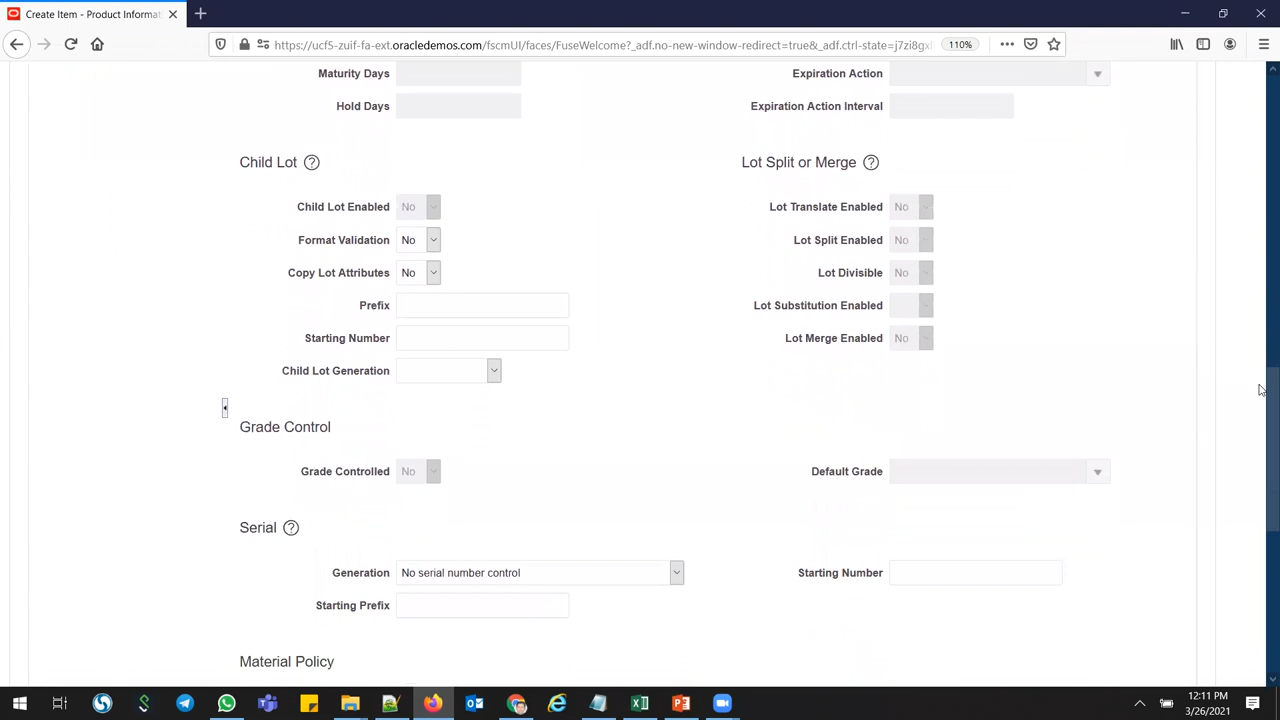 Create Item - Product Informat
https://ucf5-zuif-fa-ext.oracledemos.com/fscmUI/faces/FuseWelcome?_adf.no-new-window-redirect=true&_adf.ctrl-state=j7zi8gx
110%
Maturity Days
Expiration Action
Hold Days
Expiration Action Interval
Child Lot ?
Lot Split or Merge ?
Child Lot Enabled No
Lot Translate Enabled No
Format Validation No
Lot Split Enabled No
Copy Lot Attributes No
Lot Divisible No
Prefix
Lot Substitution Enabled
Starting Number
Lot Merge Enabled No
Child Lot Generation
Grade Control
Grade Controlled No
Default Grade
Serial ?
Generation No serial number control
Starting Number
Starting Prefix
Material Policy
12:11 PM
3/26/2021